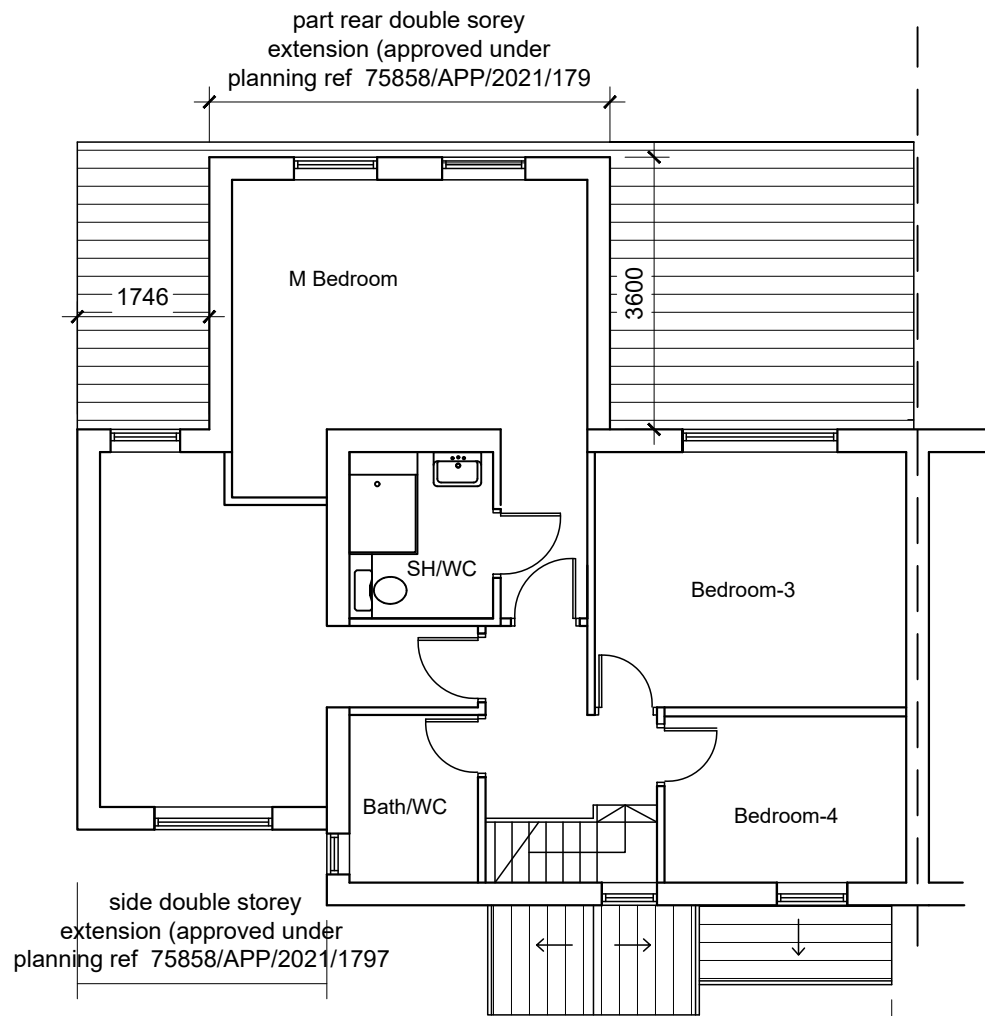 part rear double sorey
extension (approved under
planning ref 75858/APP/2021/179
M Bedroom
1746
3600
SH/WC
Bedroom-3
Bath/WC
Bedroom-4
side double storey
extension (approved under
planning ref 75858/APP/2021/1797